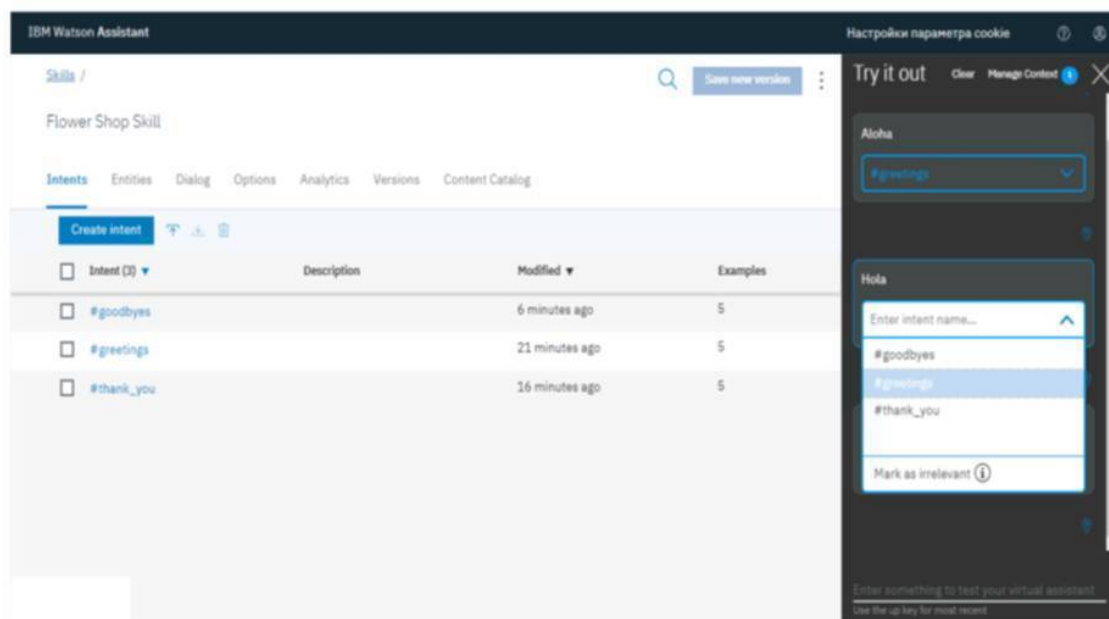 IBM Watson Assistant
Настройки параметра cookie
Skills /
Save new version
Flower Shop Skill
Intents Entities Dialog Options Analytics Versions Content Catalog
Create intent
Intent (3) ▼ Description Modified ▼ Examples
#goodbyes 6 minutes ago 5
#greetings 21 minutes ago 5
#thank_you 16 minutes ago 5
Try it out Clear Manage Context 1
Aloha
#greetings
Hola
Enter intent name...
#goodbyes
#greetings
#thank_you
Mark as irrelevant
Enter something to test your virtual assistant
Use the up key for most recent